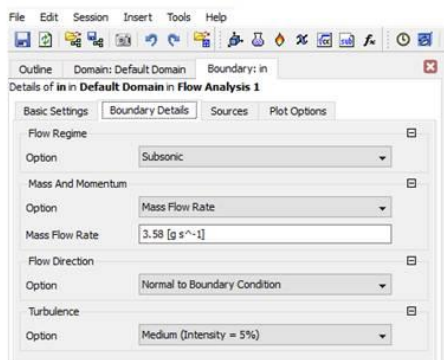 File Edit Session Insert Tools Help
Outline Domain: Default Domain Boundary: in
Details of in in Default Domain in Flow Analysis 1
Basic Settings Boundary Details Sources Plot Options
Flow Regime
Option Subsonic
Mass And Momentum
Option Mass Flow Rate
Mass Flow Rate 3.58 [g s^-1]
Flow Direction
Option Normal to Boundary Condition
Turbulence
Option Medium (Intensity = 5%)